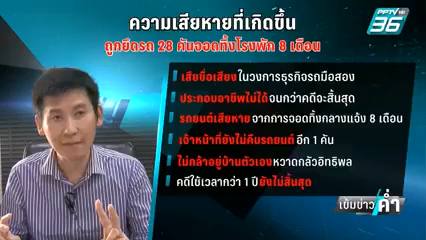 ความเสียหายที่เกิดขึ้น
ถูกยึดรถ 28 คันจอดทิ้งโรงพัก 8 เดือน
PPTV HD
36
เสียชื่อเสียงในวงการธุรกิจรถมือสอง
ประกอบอาชีพไม่ได้จนกว่าคดีจะสิ้นสุด
รถยนต์เสียหายจากการจอดทิ้งกลางแจ้ง 8 เดือน
เจ้าหน้าที่ยังไม่คืนรถยนต์ อีก 1 คัน
ไม่กล้าอยู่บ้านตัวเองหวาดกลัวอิทธิพล
คดีใช้เวลากว่า 1 ปียังไม่สิ้นสุด
เข้มข่าวค่ำ